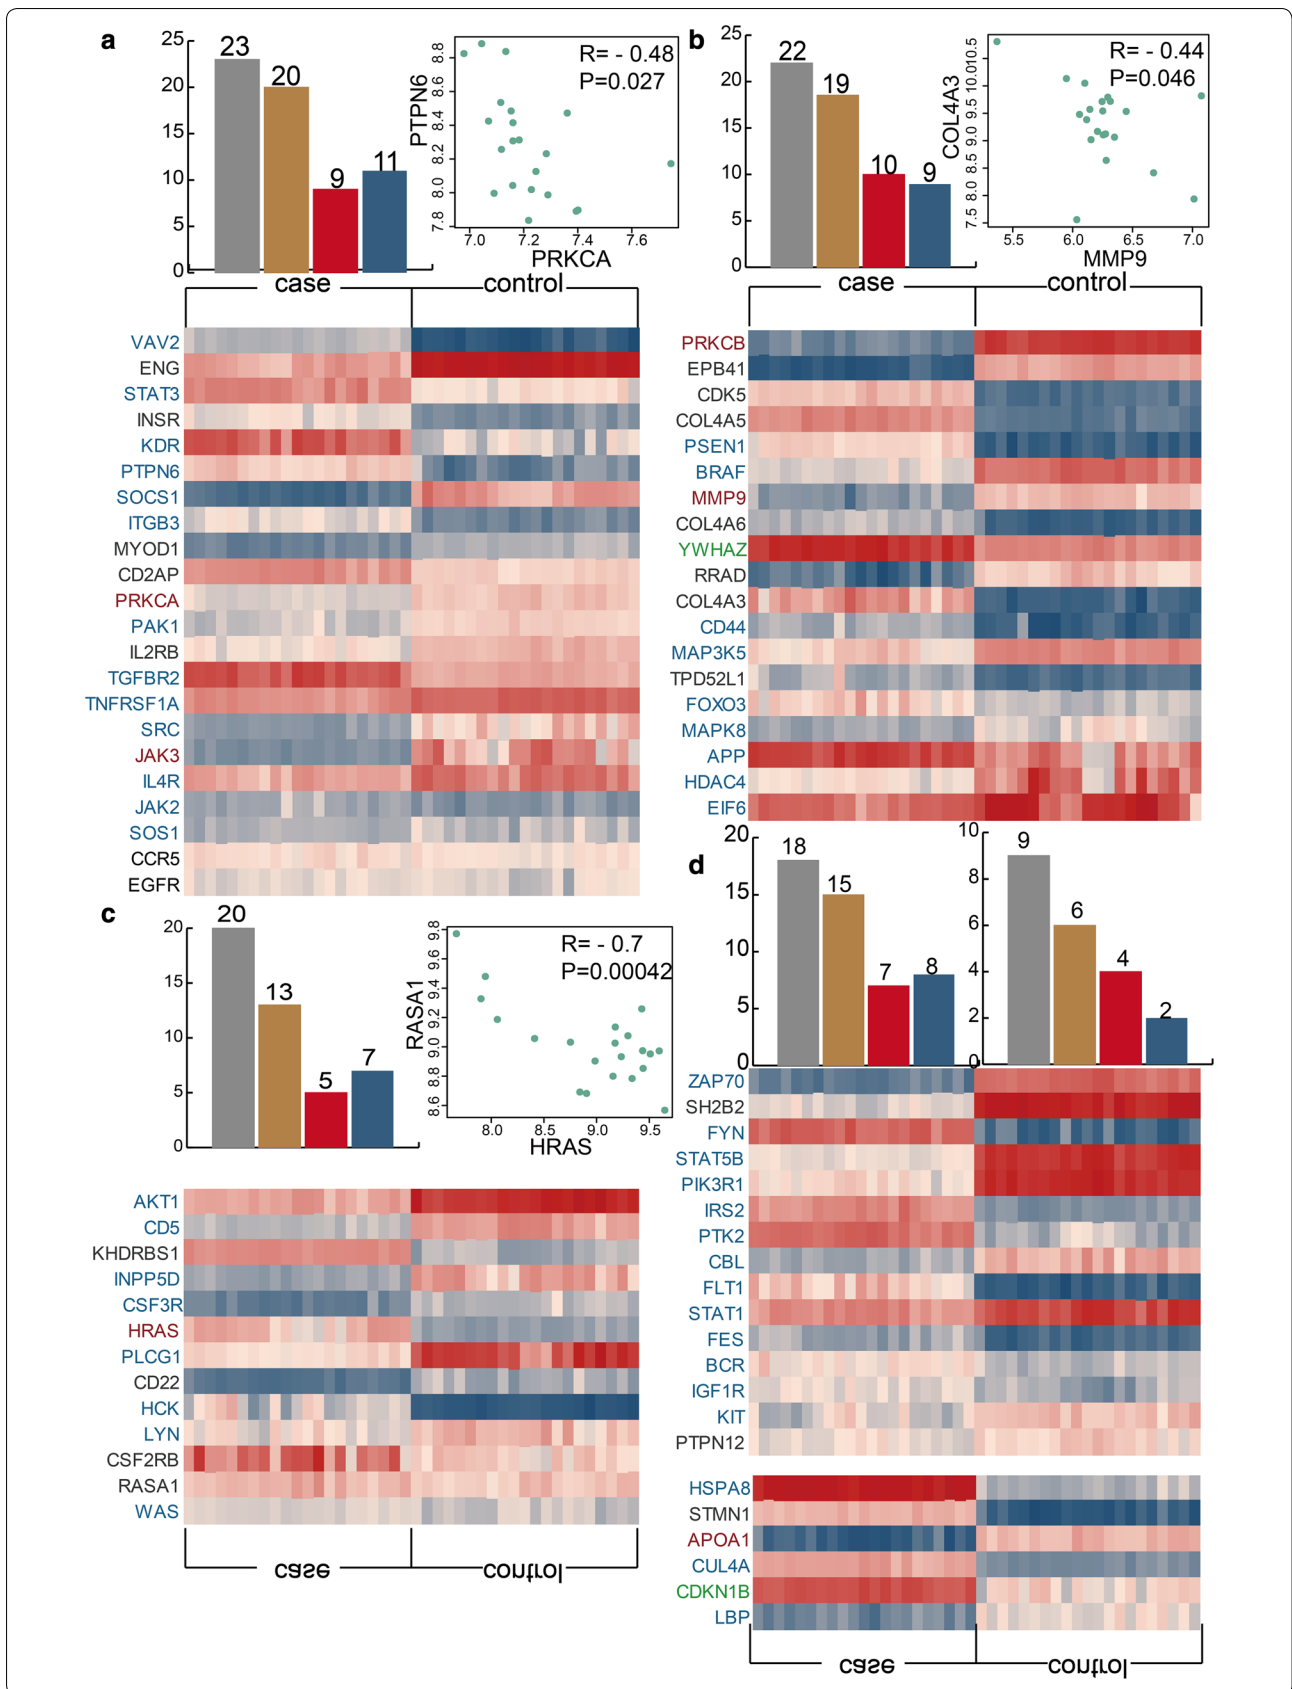 a
25
20
15
10
5
0
23
20
9
11
PTPN6
8.8
8.6
8.4
8.2
8.0
7.8
R= - 0.48
P=0.027
7.0 7.2 7.4 7.6
PRKCA
case control
VAV2
ENG
STAT3
INSR
KDR
PTPN6
SOCS1
ITGB3
MYOD1
CD2AP
PRKCA
PAK1
IL2RB
TGFBR2
TNFRSF1A
SRC
JAK3
IL4R
JAK2
SOS1
CCR5
EGFR
b
25
20
15
10
5
0
22
19
10
9
COL4A3
10.5
10.0
9.5
9.0
8.5
8.0
7.5
R= - 0.44
P=0.046
5.5 6.0 6.5 7.0
MMP9
case control
PRKCB
EPB41
CDK5
COL4A5
PSEN1
BRAF
MMP9
COL4A6
YWHAZ
RRAD
COL4A3
CD44
MAP3K5
TPD52L1
FOXO3
MAPK8
APP
HDAC4
EIF6
c
20
15
10
5
0
20
13
5
7
RASA1
9.8
9.6
9.4
9.2
9.0
8.8
8.6
R= - 0.7
P=0.00042
8.0 8.5 9.0 9.5
HRAS
AKT1
CD5
KHDRBS1
INPP5D
CSF3R
HRAS
PLCG1
CD22
HCK
LYN
CSF2RB
RASA1
WAS
case control
d
20
15
10
5
0
18
15
7
8
10
8
6
4
2
0
9
6
4
2
ZAP70
SH2B2
FYN
STAT5B
PIK3R1
IRS2
PTK2
CBL
FLT1
STAT1
FES
BCR
IGF1R
KIT
PTPN12
HSPA8
STMN1
APOA1
CUL4A
CDKN1B
LBP
case control